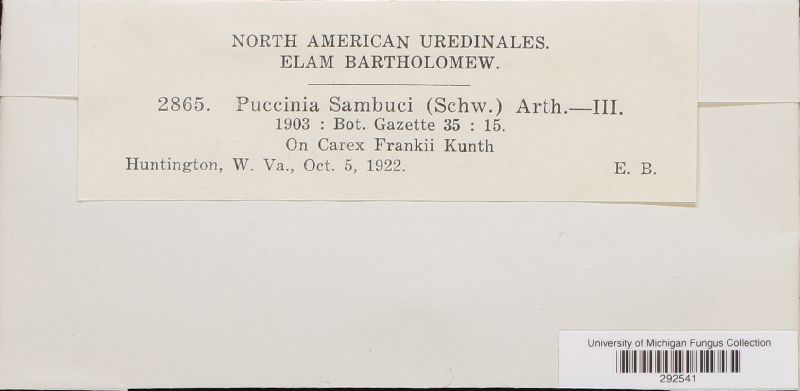 NORTH AMERICAN UREDINALES.
ELAM BARTHOLOMEW.
2865. Puccinia Sambuci (Schw.) Arth.—III.
1903 : Bot. Gazette 35 : 15.
On Carex Frankii Kunth
Huntington, W. Va., Oct. 5, 1922. E. B.
University of Michigan Fungus Collection
292541